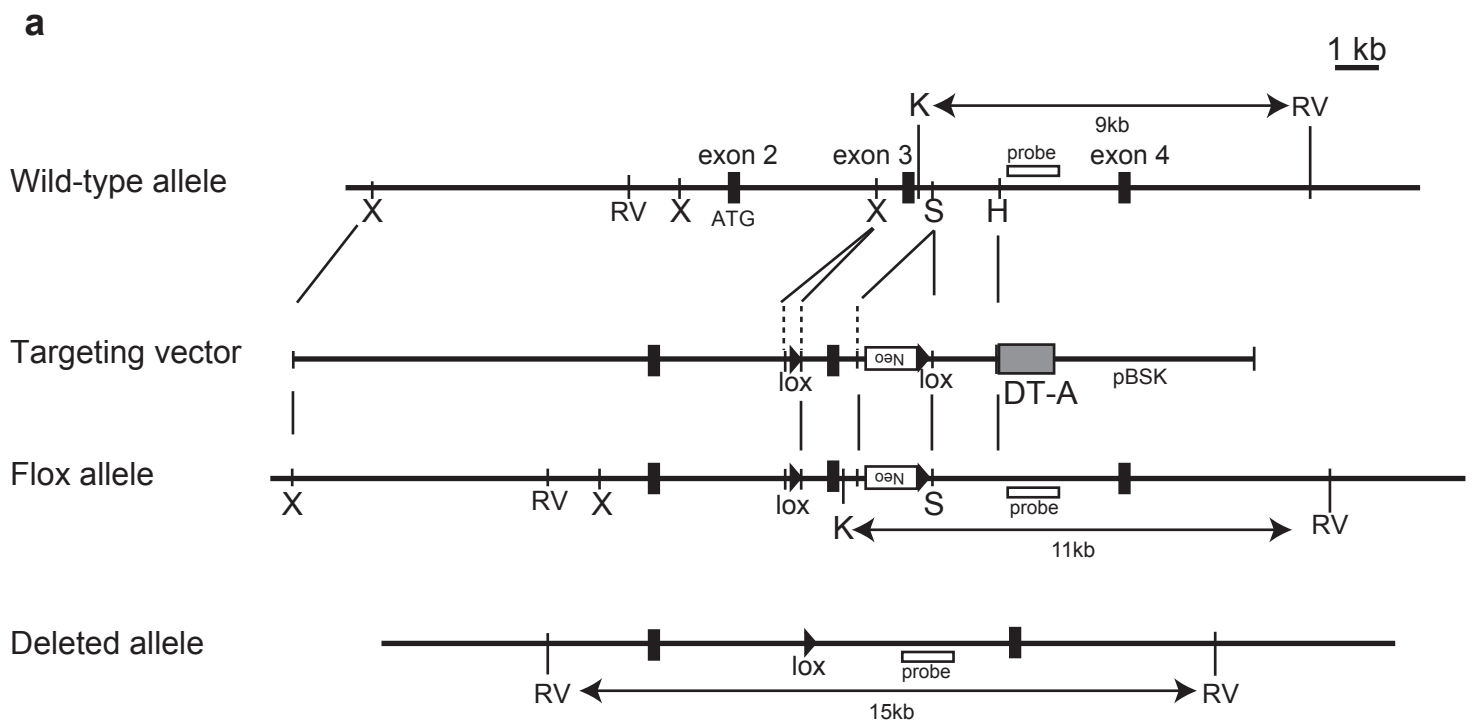 a
1 kb
K
RV
9kb
exon 2
exon 3
probe
exon 4
Wild-type allele
X
RV
X
ATG
X
S
H
Targeting vector
Neo
lox
lox
DT-A
pBSK
Flox allele
Neo
X
RV
X
lox
K
S
probe
RV
11kb
Deleted allele
lox
probe
RV
RV
15kb